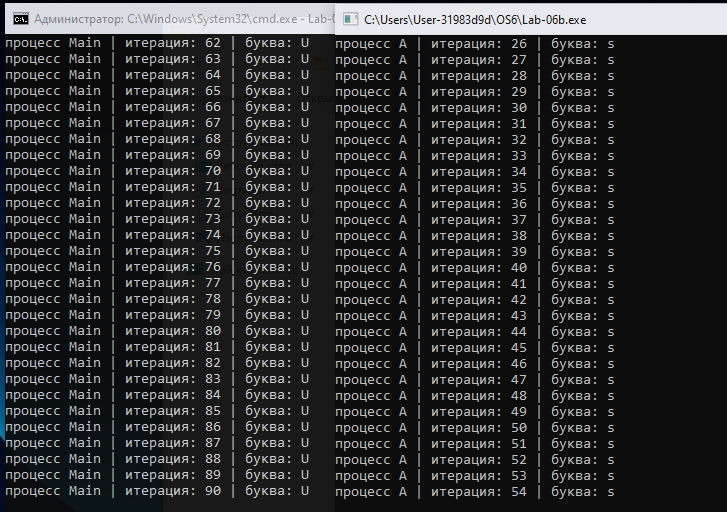 Администратор: C:\Windows\System32\cmd.exe - Lab-0
процесс Main | итерация: 62 | буква: U
процесс Main | итерация: 63 | буква: U
процесс Main | итерация: 64 | буква: U
процесс Main | итерация: 65 | буква: U
процесс Main | итерация: 66 | буква: U
процесс Main | итерация: 67 | буква: U
процесс Main | итерация: 68 | буква: U
процесс Main | итерация: 69 | буква: U
процесс Main | итерация: 70 | буква: U
процесс Main | итерация: 71 | буква: U
процесс Main | итерация: 72 | буква: U
процесс Main | итерация: 73 | буква: U
процесс Main | итерация: 74 | буква: U
процесс Main | итерация: 75 | буква: U
процесс Main | итерация: 76 | буква: U
процесс Main | итерация: 77 | буква: U
процесс Main | итерация: 78 | буква: U
процесс Main | итерация: 79 | буква: U
процесс Main | итерация: 80 | буква: U
процесс Main | итерация: 81 | буква: U
процесс Main | итерация: 82 | буква: U
процесс Main | итерация: 83 | буква: U
процесс Main | итерация: 84 | буква: U
процесс Main | итерация: 85 | буква: U
процесс Main | итерация: 86 | буква: U
процесс Main | итерация: 87 | буква: U
процесс Main | итерация: 88 | буква: U
процесс Main | итерация: 89 | буква: U
процесс Main | итерация: 90 | буква: U
C:\Users\User-31983d9d\OS6\Lab-06b.exe
процесс A | итерация: 26 | буква: s
процесс A | итерация: 27 | буква: s
процесс A | итерация: 28 | буква: s
процесс A | итерация: 29 | буква: s
процесс A | итерация: 30 | буква: s
процесс A | итерация: 31 | буква: s
процесс A | итерация: 32 | буква: s
процесс A | итерация: 33 | буква: s
процесс A | итерация: 34 | буква: s
процесс A | итерация: 35 | буква: s
процесс A | итерация: 36 | буква: s
процесс A | итерация: 37 | буква: s
процесс A | итерация: 38 | буква: s
процесс A | итерация: 39 | буква: s
процесс A | итерация: 40 | буква: s
процесс A | итерация: 41 | буква: s
процесс A | итерация: 42 | буква: s
процесс A | итерация: 43 | буква: s
процесс A | итерация: 44 | буква: s
процесс A | итерация: 45 | буква: s
процесс A | итерация: 46 | буква: s
процесс A | итерация: 47 | буква: s
процесс A | итерация: 48 | буква: s
процесс A | итерация: 49 | буква: s
процесс A | итерация: 50 | буква: s
процесс A | итерация: 51 | буква: s
процесс A | итерация: 52 | буква: s
процесс A | итерация: 53 | буква: s
процесс A | итерация: 54 | буква: s